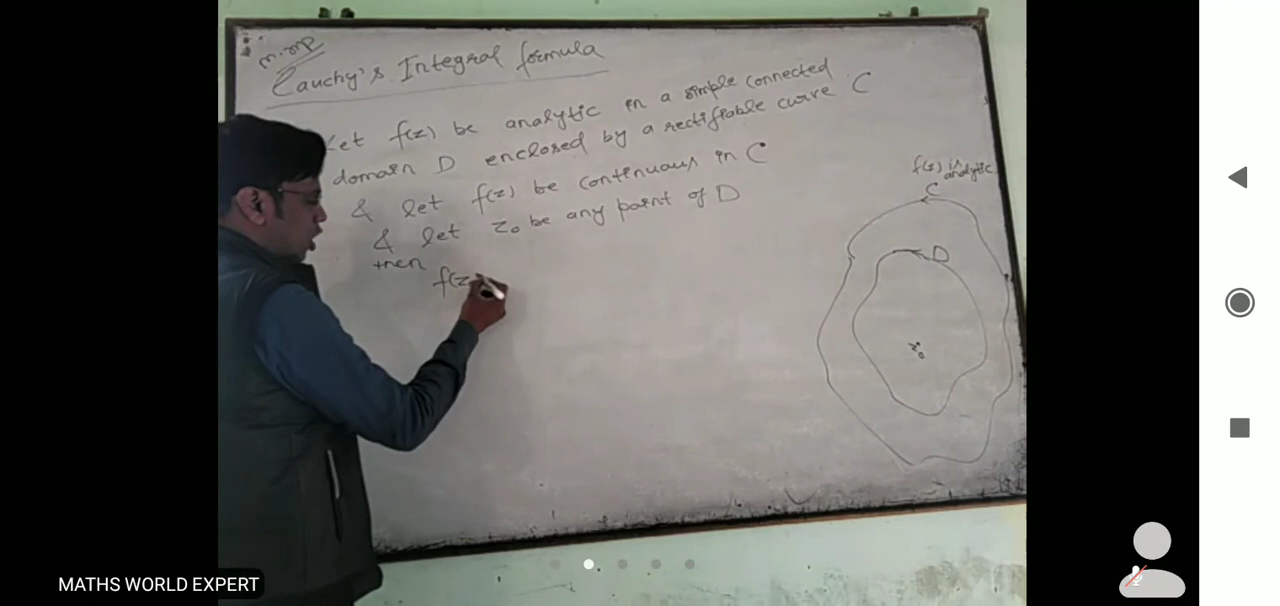 m.mp
Cauchy's Integral formula
Let f(z) be analytic in a simple connected
domain D enclosed by a rectifiable curve C
& let f(z) be continuous in C
& let z₀ be any point of D
then
f(z
f(z) is
analytic
C
D
z₀
MATHS WORLD EXPERT